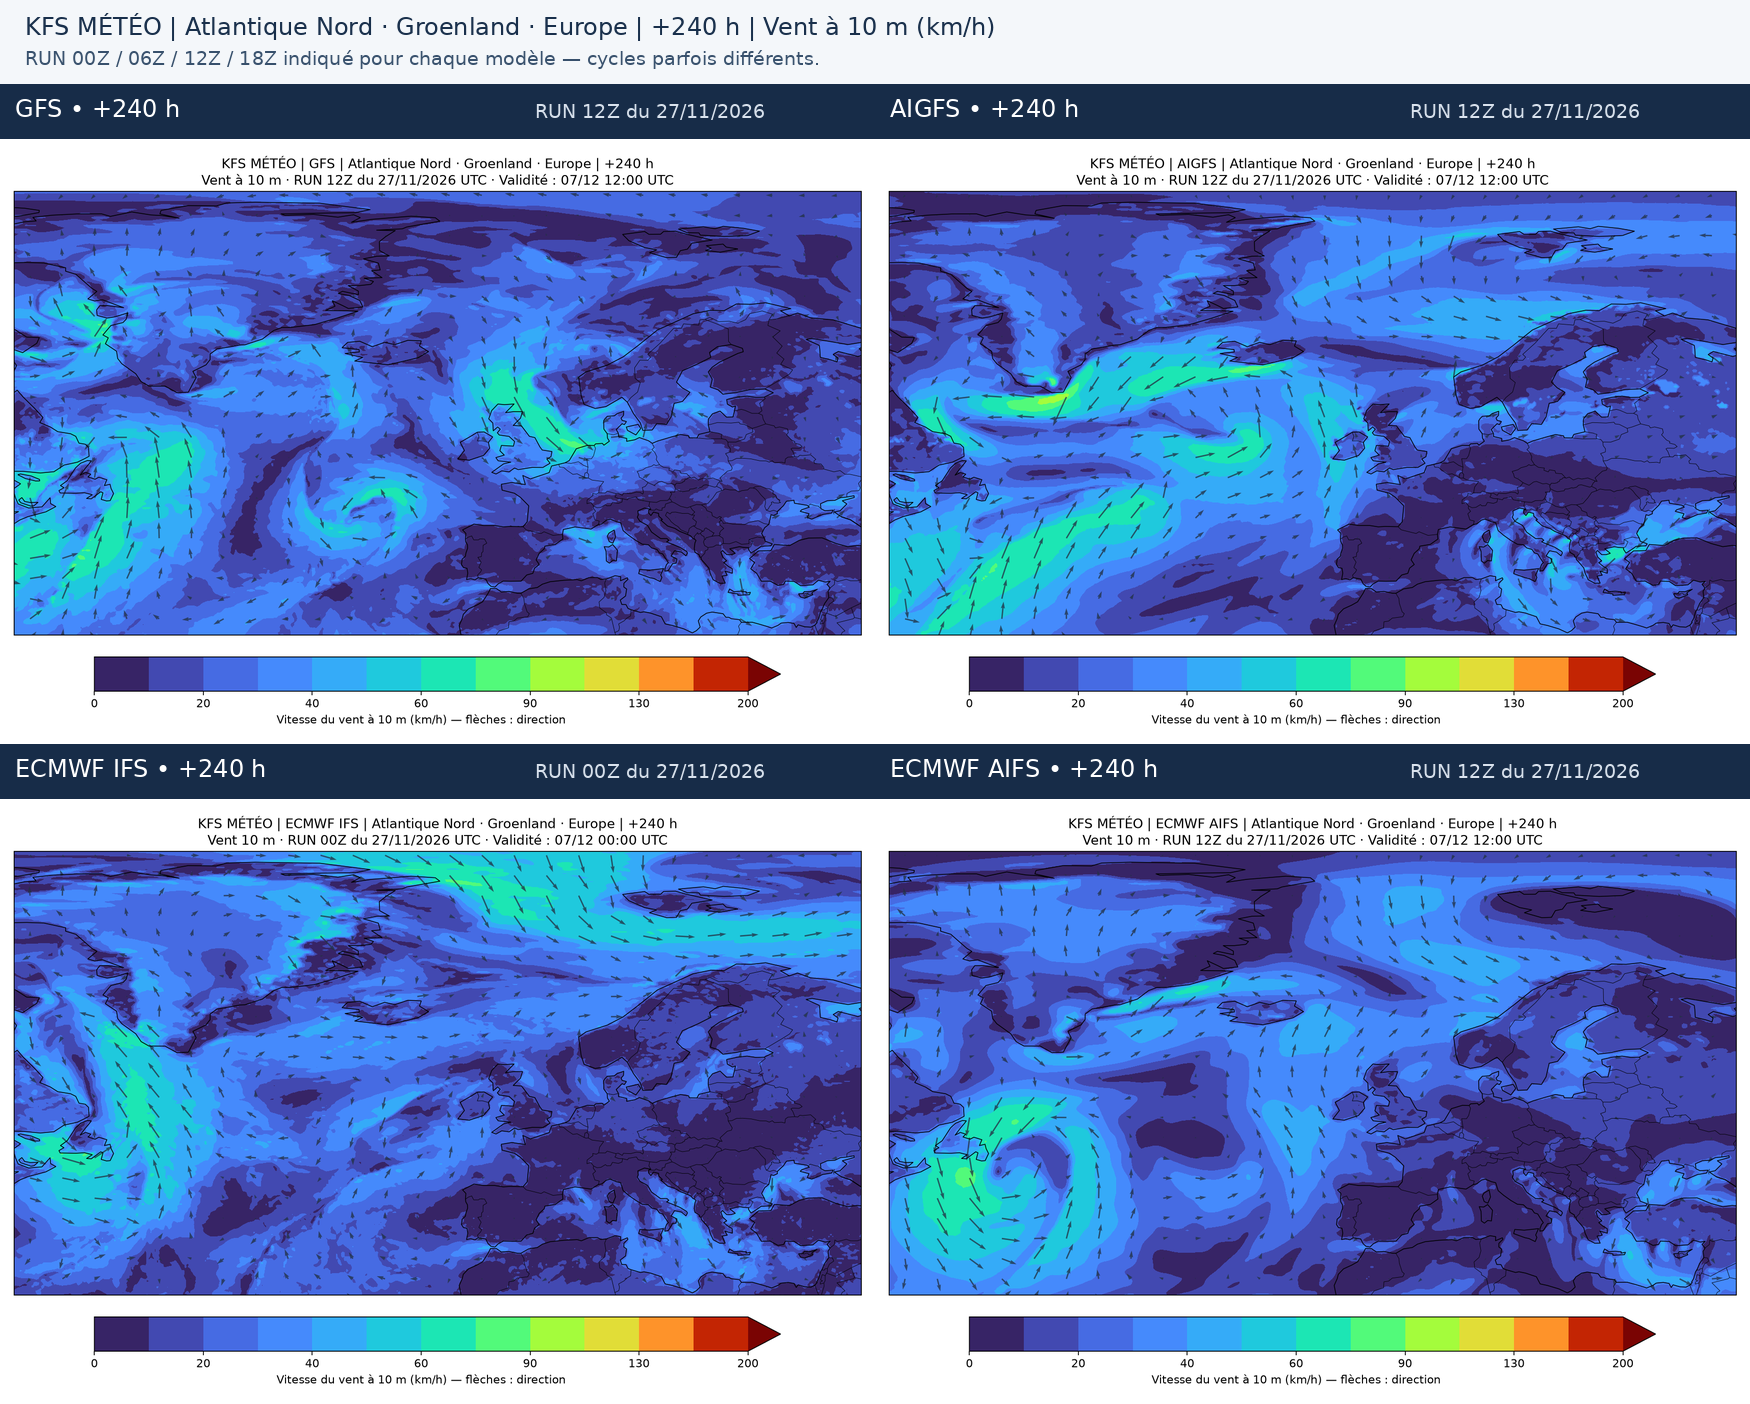 KFS MÉTÉO | Atlantique Nord · Groenland · Europe | +240 h | Vent à 10 m (km/h)
RUN 00Z / 06Z / 12Z / 18Z indiqué pour chaque modèle — cycles parfois différents.
GFS • +240 h
RUN 12Z du 27/11/2026
KFS MÉTÉO | GFS | Atlantique Nord · Groenland · Europe | +240 h
Vent à 10 m · RUN 12Z du 27/11/2026 UTC · Validité : 07/12 12:00 UTC
0 20 40 60 90 130 200
Vitesse du vent à 10 m (km/h) — flèches : direction
AIGFS • +240 h
RUN 12Z du 27/11/2026
KFS MÉTÉO | AIGFS | Atlantique Nord · Groenland · Europe | +240 h
Vent à 10 m · RUN 12Z du 27/11/2026 UTC · Validité : 07/12 12:00 UTC
0 20 40 60 90 130 200
Vitesse du vent à 10 m (km/h) — flèches : direction
ECMWF IFS • +240 h
RUN 00Z du 27/11/2026
KFS MÉTÉO | ECMWF IFS | Atlantique Nord · Groenland · Europe | +240 h
Vent 10 m · RUN 00Z du 27/11/2026 UTC · Validité : 07/12 00:00 UTC
0 20 40 60 90 130 200
Vitesse du vent à 10 m (km/h) — flèches : direction
ECMWF AIFS • +240 h
RUN 12Z du 27/11/2026
KFS MÉTÉO | ECMWF AIFS | Atlantique Nord · Groenland · Europe | +240 h
Vent 10 m · RUN 12Z du 27/11/2026 UTC · Validité : 07/12 12:00 UTC
0 20 40 60 90 130 200
Vitesse du vent à 10 m (km/h) — flèches : direction